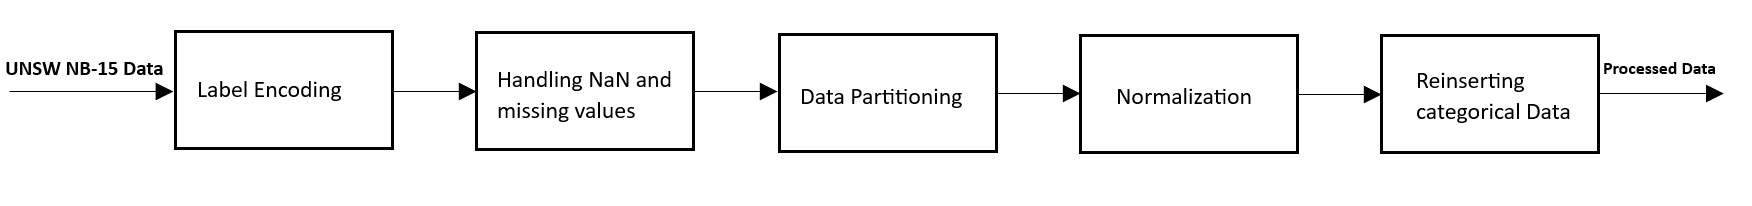 UNSW NB-15 Data
Label Encoding
Handling NaN and
missing values
Data Partitioning
Normalization
Reinserting
categorical Data
Processed Data